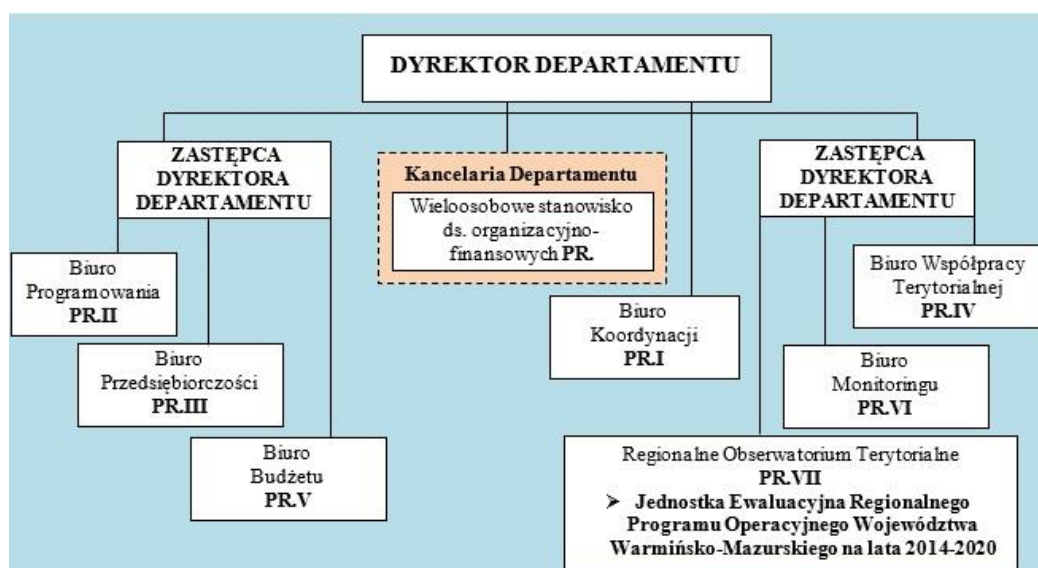 DYREKTOR DEPARTAMENTU
ZASTĘPCA
DYREKTORA
DEPARTAMENTU
Kancelaria Departamentu
Wieloosobowe stanowisko
ds. organizacyjno-
finansowych PR.
ZASTĘPCA
DYREKTORA
DEPARTAMENTU
Biuro
Programowania
PR.II
Biuro Współpracy
Terytorialnej
PR.IV
Biuro
Koordynacji
PR.I
Biuro
Przedsiębiorczości
PR.III
Biuro
Monitoringu
PR.VI
Biuro
Budżetu
PR.V
Regionalne Obserwatorium Terytorialne
PR.VII
➤ Jednostka Ewaluacyjna Regionalnego
Programu Operacyjnego Województwa
Warmińsko-Mazurskiego na lata 2014-2020